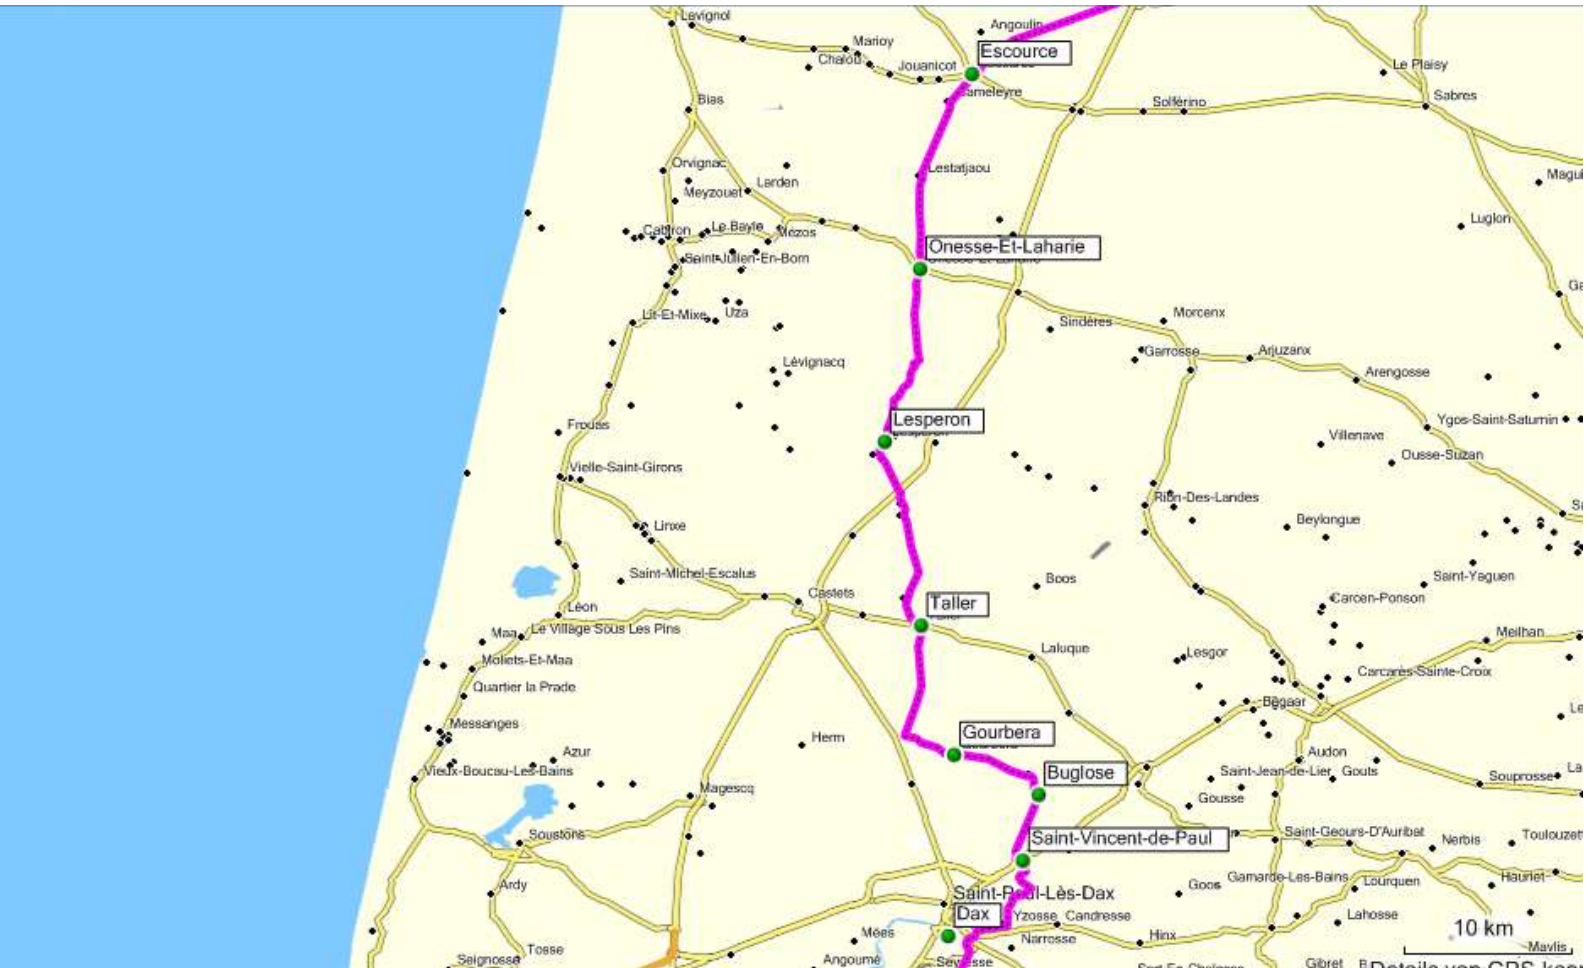 Lavignol
Angoulin
Marioy
Escource
Chalou
Jouanicot
Le Plaisy
Cameleyre
Sabres
Bias
Solférino
Orvignac
Lestatjaou
Larden
Meyzouet
Luglon
Le Bayle
Cabiron
Mézos
Onesse-Et-Laharie
Saint-Julien-En-Born
Lit-Et-Mixe
Uza
Morcenx
Sindères
Garrosse
Arjuzanx
Lévignacq
Arengosse
Lesperon
Ygos-Saint-Saturnin
Frouas
Villenave
Ousse-Suzan
Vielle-Saint-Girons
Rion-Des-Landes
Linxe
Beylongue
Saint-Michel-Escalus
Boos
Saint-Yaguen
Castets
Carcen-Ponson
Taller
Léon
Maa
Le Village Sous Les Pins
Meilhan
Laluque
Lesgor
Moliets-Et-Maa
Carcarès-Sainte-Croix
Quartier la Prade
Bégaar
Messanges
Gourbera
Herm
Azur
Audon
Vieux-Boucau-Les-Bains
Buglose
Saint-Jean-de-Lier
Gouts
Souprosse
Magescq
Gousse
Soustons
Saint-Vincent-de-Paul
Saint-Geours-D'Auribat
Nerbis
Gamarde-Les-Bains
Lourquen
Hauriet
Ardy
Goos
Saint-Paul-Lès-Dax
Dax
Yzosse
Candresse
Lahosse
10 km
Mées
Narrosse
Hinx
Tosse
Mavlis
Seignosse
Angoumé
Seyresse
Gibret